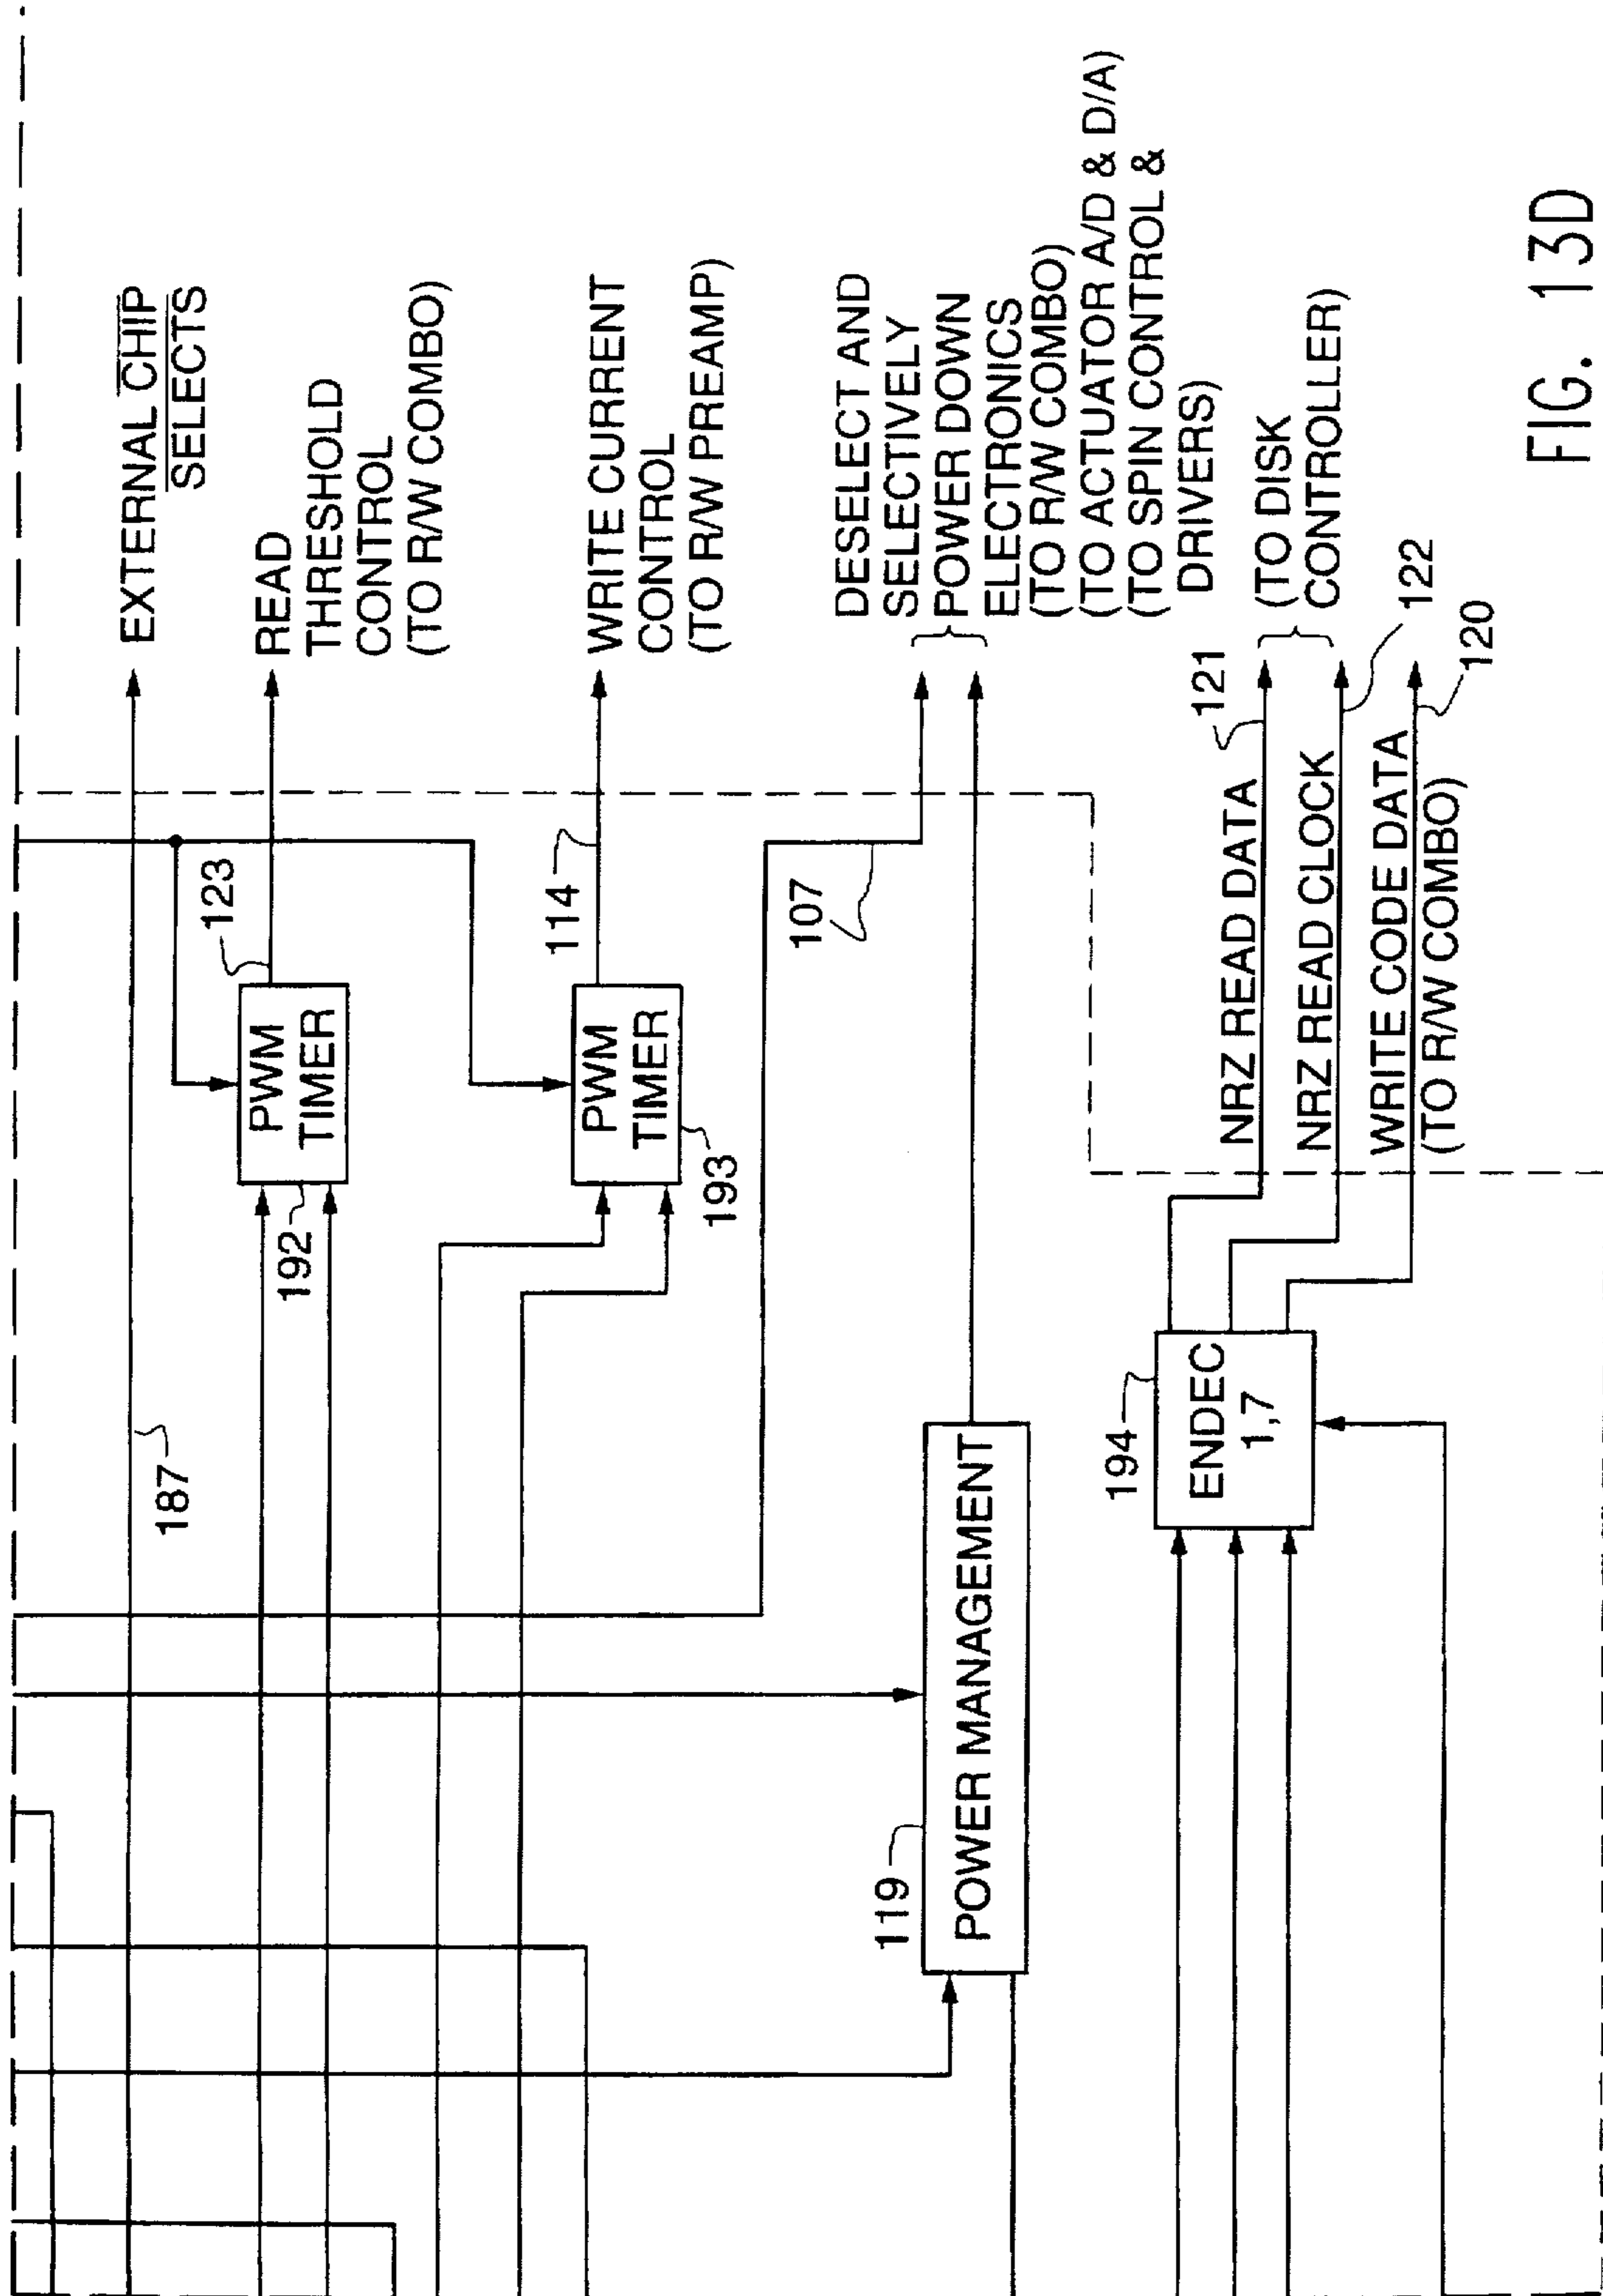 187
EXTERNAL CHIP
SELECTS
192
PWM
TIMER
123
READ
THRESHOLD
CONTROL
(TO R/W COMBO)
193
PWM
TIMER
114
WRITE CURRENT
CONTROL
(TO R/W PREAMP)
107
119
POWER MANAGEMENT
DESELECT AND
SELECTIVELY
POWER DOWN
ELECTRONICS
(TO R/W COMBO)
(TO ACTUATOR A/D & D/A)
(TO SPIN CONTROL &
DRIVERS)
194
ENDEC
1,7
NRZ READ DATA
121
NRZ READ CLOCK
(TO DISK
CONTROLLER)
122
WRITE CODE DATA
(TO R/W COMBO)
120
FIG. 13D